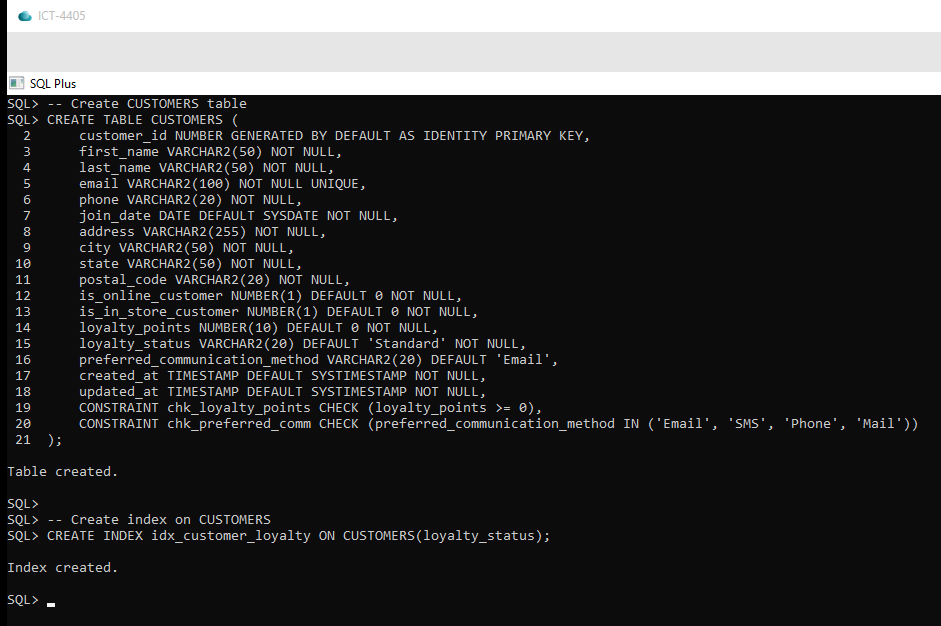 ICT-4405
SQL Plus
SQL> -- Create CUSTOMERS table
SQL> CREATE TABLE CUSTOMERS (
  2      customer_id NUMBER GENERATED BY DEFAULT AS IDENTITY PRIMARY KEY,
  3      first_name VARCHAR2(50) NOT NULL,
  4      last_name VARCHAR2(50) NOT NULL,
  5      email VARCHAR2(100) NOT NULL UNIQUE,
  6      phone VARCHAR2(20) NOT NULL,
  7      join_date DATE DEFAULT SYSDATE NOT NULL,
  8      address VARCHAR2(255) NOT NULL,
  9      city VARCHAR2(50) NOT NULL,
 10      state VARCHAR2(50) NOT NULL,
 11      postal_code VARCHAR2(20) NOT NULL,
 12      is_online_customer NUMBER(1) DEFAULT 0 NOT NULL,
 13      is_in_store_customer NUMBER(1) DEFAULT 0 NOT NULL,
 14      loyalty_points NUMBER(10) DEFAULT 0 NOT NULL,
 15      loyalty_status VARCHAR2(20) DEFAULT 'Standard' NOT NULL,
 16      preferred_communication_method VARCHAR2(20) DEFAULT 'Email',
 17      created_at TIMESTAMP DEFAULT SYSTIMESTAMP NOT NULL,
 18      updated_at TIMESTAMP DEFAULT SYSTIMESTAMP NOT NULL,
 19      CONSTRAINT chk_loyalty_points CHECK (loyalty_points >= 0),
 20      CONSTRAINT chk_preferred_comm CHECK (preferred_communication_method IN ('Email', 'SMS', 'Phone', 'Mail'))
 21  );
Table created.
SQL>
SQL> -- Create index on CUSTOMERS
SQL> CREATE INDEX idx_customer_loyalty ON CUSTOMERS(loyalty_status);
Index created.
SQL>